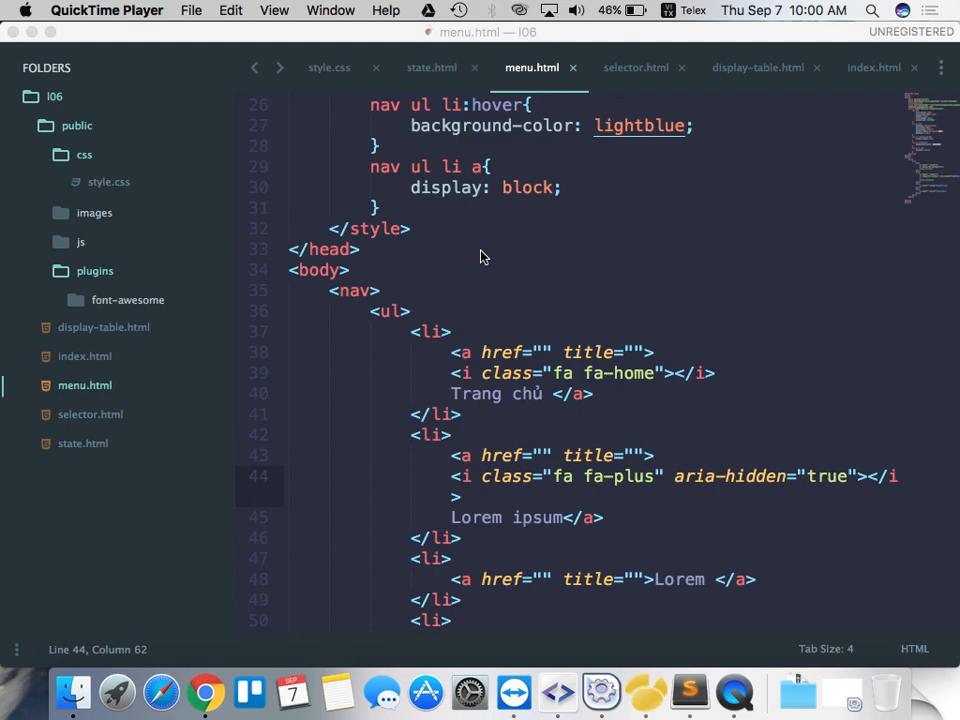 QuickTime Player File Edit View Window Help 46% VI TX Telex Thu Sep 7 10:00 AM
menu.html — l06 UNREGISTERED
FOLDERS
l06
public
css
style.css
images
js
plugins
font-awesome
display-table.html
index.html
menu.html
selector.html
state.html
style.css × state.html × menu.html × selector.html × display-table.html × index.html ×
26 nav ul li:hover{
27 background-color: lightblue;
28 }
29 nav ul li a{
30 display: block;
31 }
32 </style>
33 </head>
34 <body>
35 <nav>
36 <ul>
37 <li>
38 <a href="" title="">
39 <i class="fa fa-home"></i>
40 Trang chủ </a>
41 </li>
42 <li>
43 <a href="" title="">
44 <i class="fa fa-plus" aria-hidden="true"></i
>
45 Lorem ipsum</a>
46 </li>
47 <li>
48 <a href="" title="">Lorem </a>
49 </li>
50 <li>
Line 44, Column 62 Tab Size: 4 HTML
SEP
7